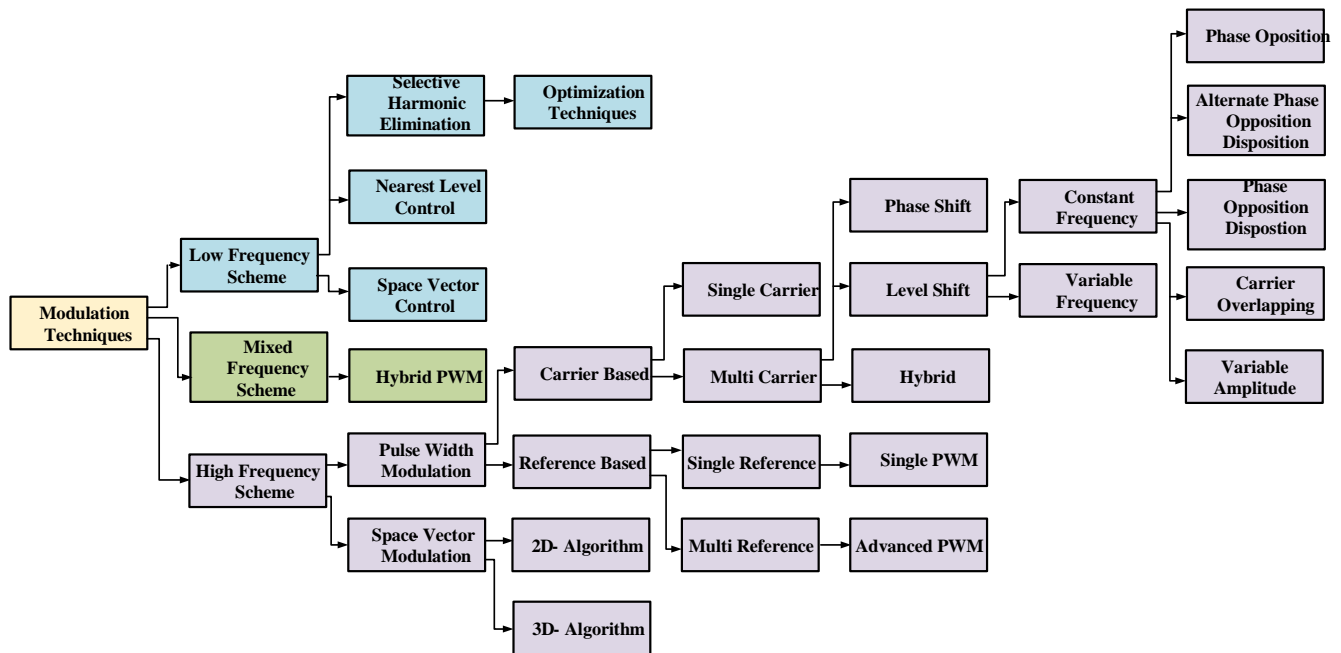 Modulation
Techniques
Low Frequency
Scheme
Mixed
Frequency
Scheme
High Frequency
Scheme
Selective
Harmonic
Elimination
Nearest Level
Control
Space Vector
Control
Hybrid PWM
Pulse Width
Modulation
Space- Vector
Modulation
Optimization
Techniques
Carrier Based
Reference Based
2D- Algorithm
3D- Algorithm
Single Carrier
Multi Carrier
Single Reference
Multi Reference
Phase Shift
Level Shift
Hybrid
Single PWM
Advanced PWM
Constant
Frequency
Variable
Frequency
Phase Oposition
Alternate Phase
Opposition
Disposition
Phase
Opposition
Dispostion
Carrier
Overlapping
Variable
Amplitude